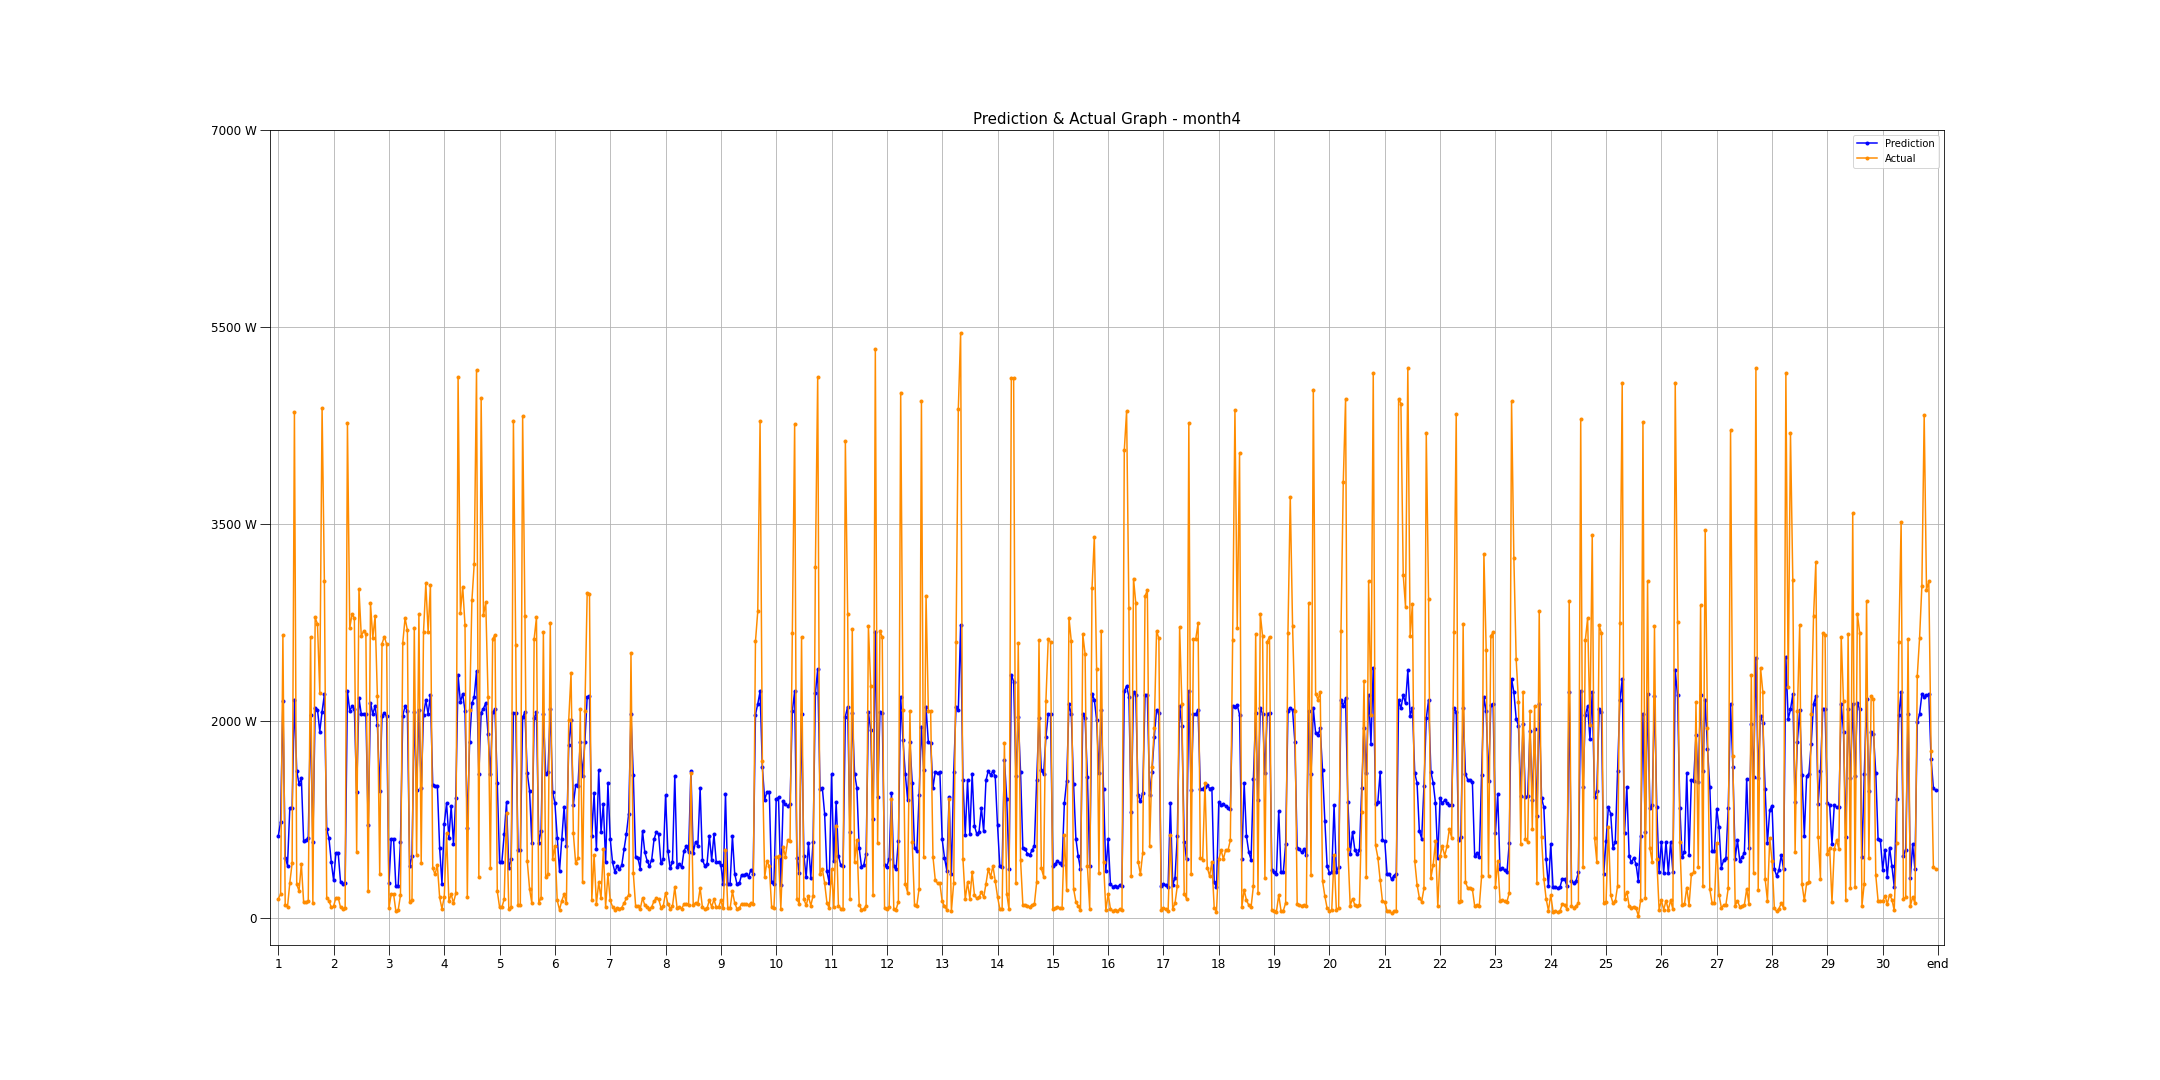 Prediction & Actual Graph - month4
7000 W
5500 W
3500 W
2000 W
0
Prediction
Actual
1 2 3 4 5 6 7 8 9 10 11 12 13 14 15 16 17 18 19 20 21 22 23 24 25 26 27 28 29 30 end